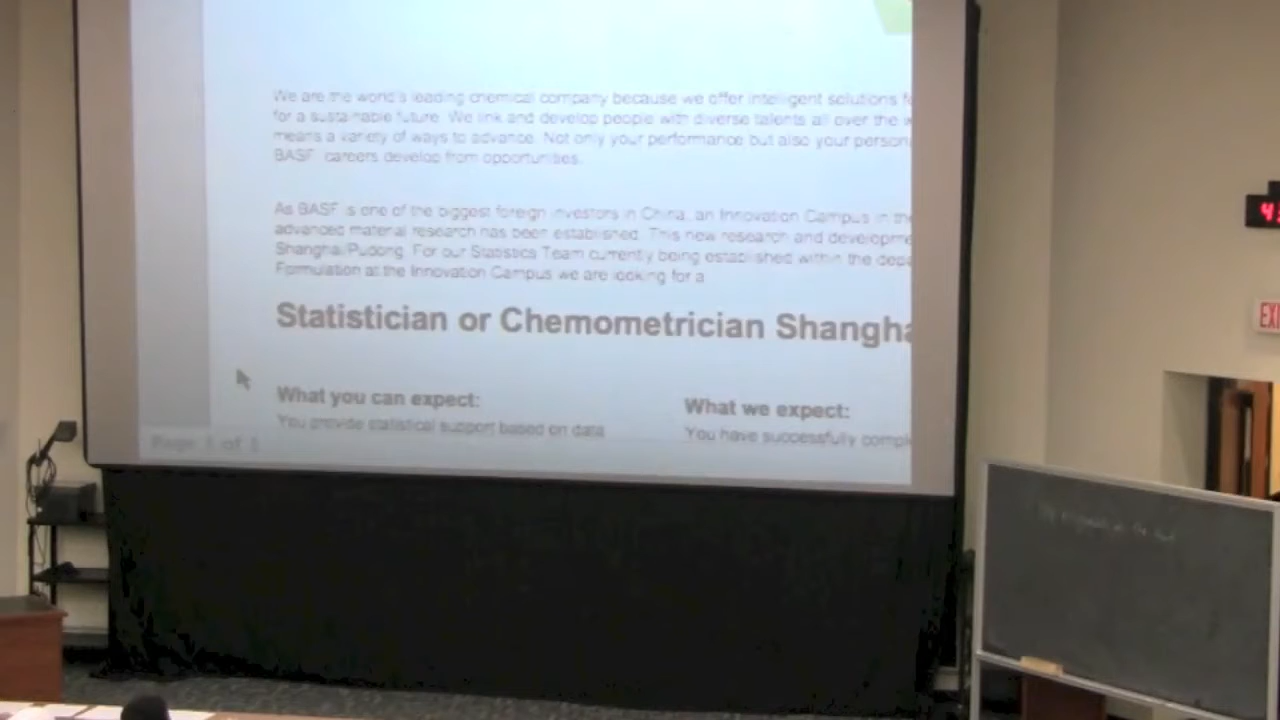 We are the world's leading chemical company because we offer intelligent solutions
for a sustainable future. We link and develop people with diverse talents all over the
means a variety of ways to advance. Not only your performance but also your person
BASF, careers develop from opportunities.
As BASF is one of the biggest foreign investors in China, an Innovation Campus in the
advanced material research has been established. This new research and developme
Shanghai/Pudong. For our Statistics Team currently being established within the depa
Formulation at the Innovation Campus we are looking for a
Statistician or Chemometrician Shangha
What you can expect:
What we expect:
You provide statistical support based on data
You have successfully compl
Page 1 of 1
EXI